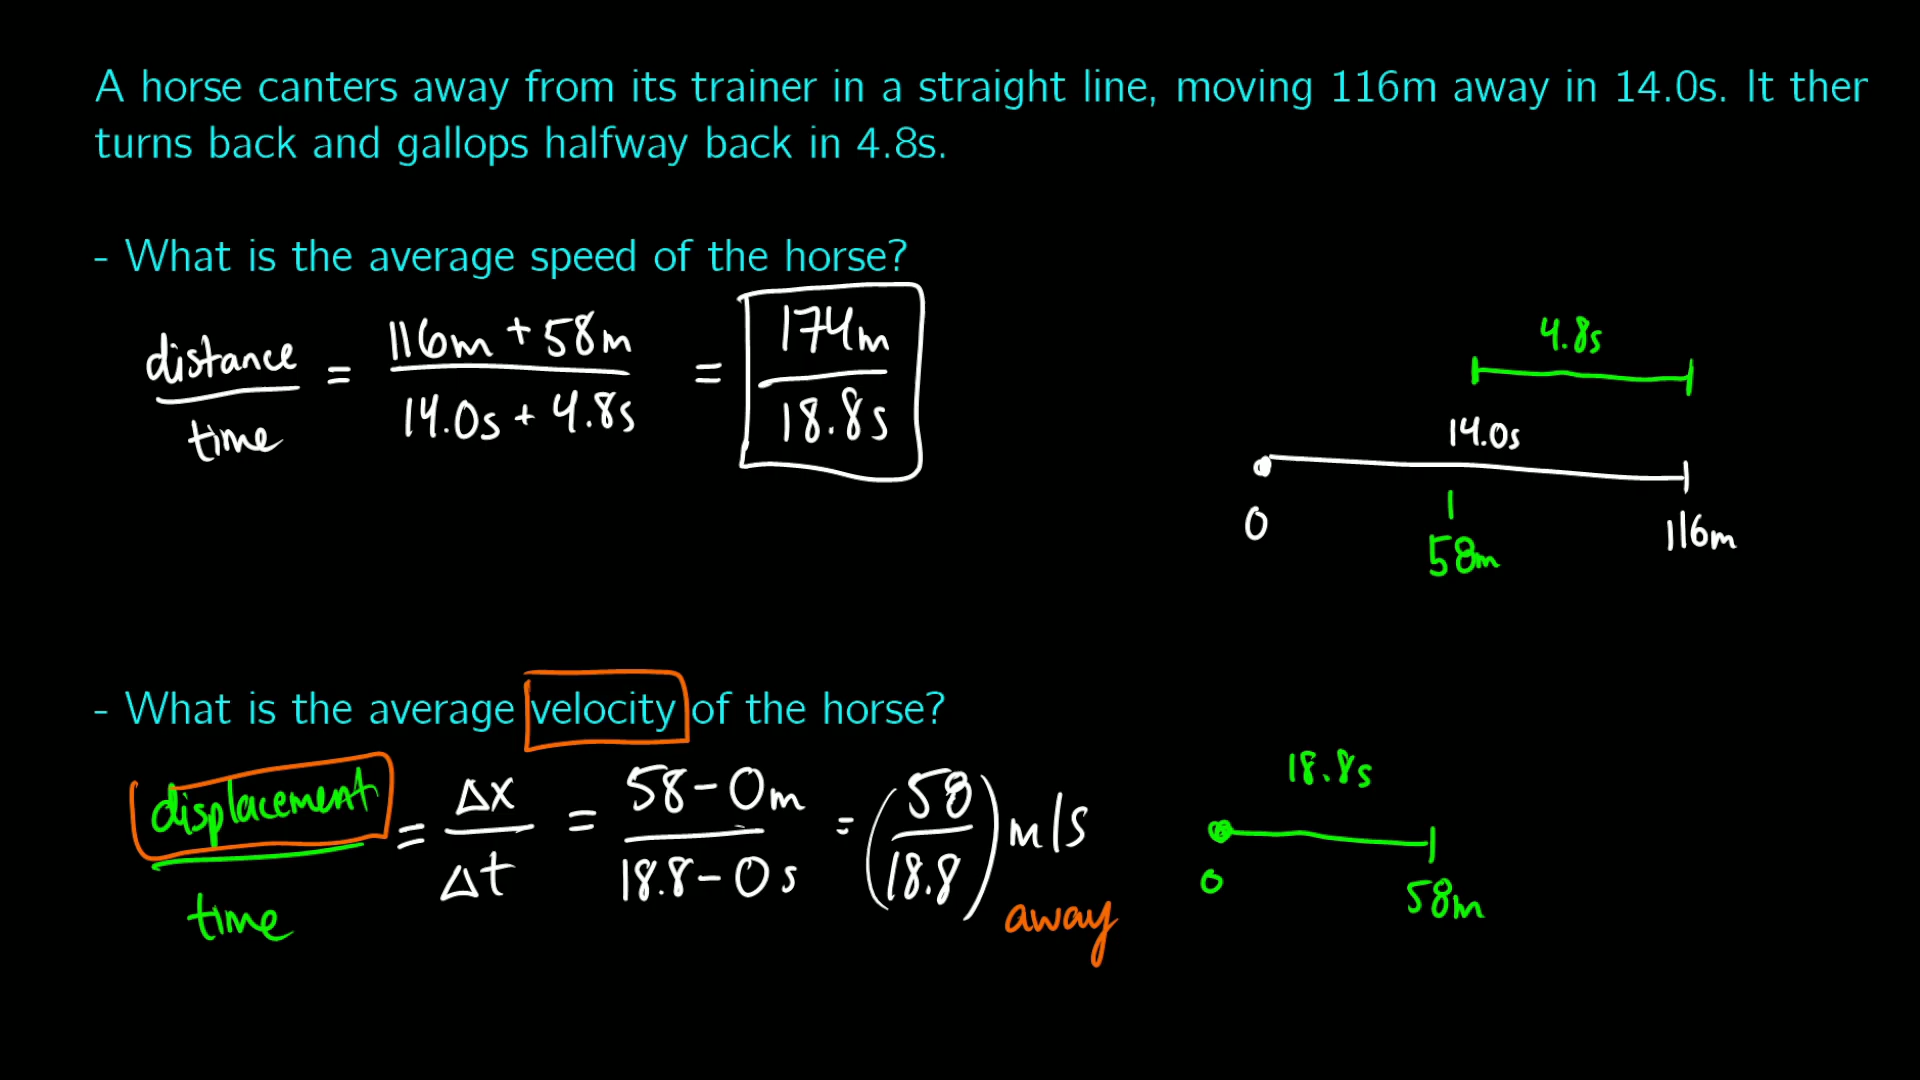 A horse canters away from its trainer in a straight line, moving 116m away in 14.0s. It ther
turns back and gallops halfway back in 4.8s.
- What is the average speed of the horse?
distance / time = 116m + 58m / 14.0s + 4.8s = 174m / 18.8s
4.8s
14.0s
0 58m 116m
- What is the average velocity of the horse?
displacement / time = Δx / Δt = 58-0m / 18.8-0s = (58 / 18.8) m/s away
18.8s
0 58m